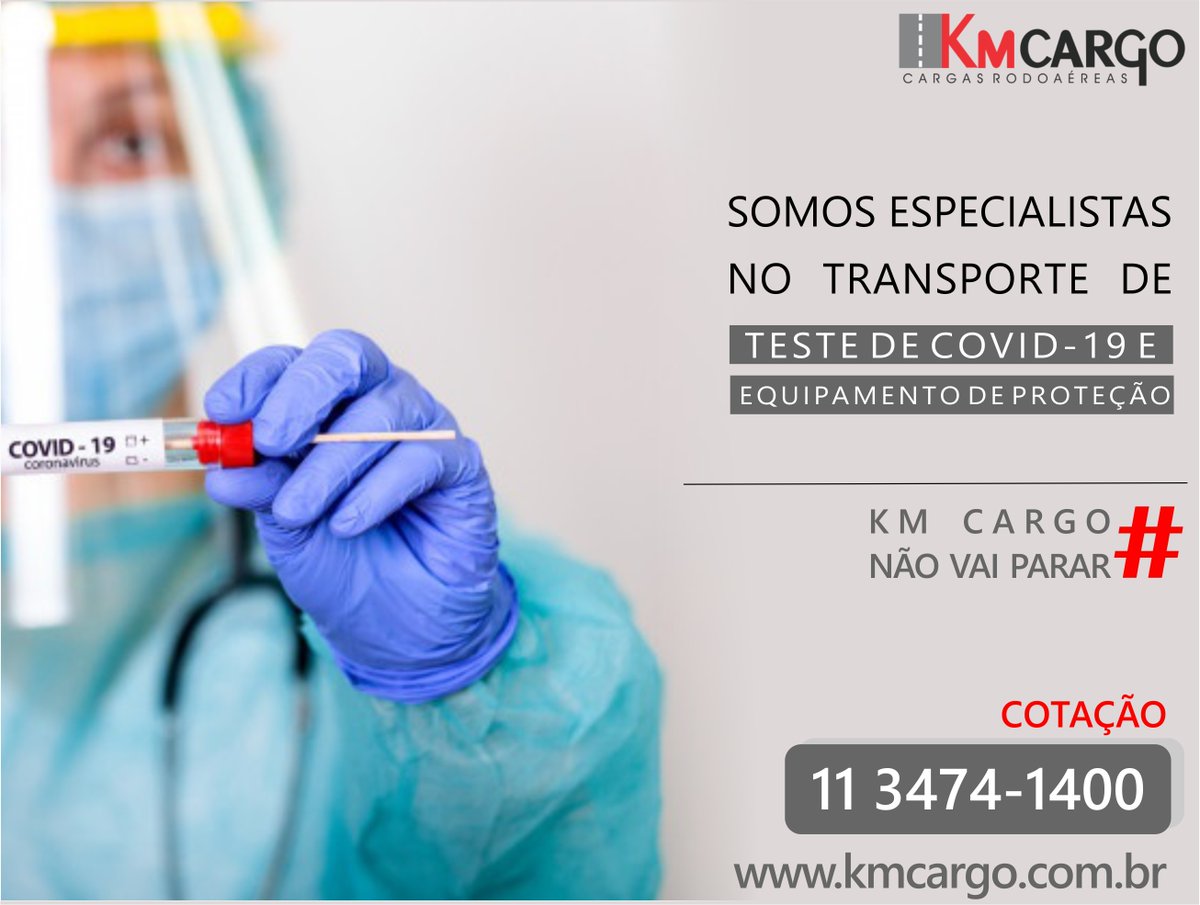 KMCARGO
CARGAS RODOAÉREAS
SOMOS ESPECIALISTAS
NO TRANSPORTE DE
TESTE DE COVID-19 E
EQUIPAMENTO DE PROTEÇÃO
COVID - 19 +
coronavirus -
KM CARGO
NÃO VAI PARAR #
COTAÇÃO
11 3474-1400
www.kmcargo.com.br